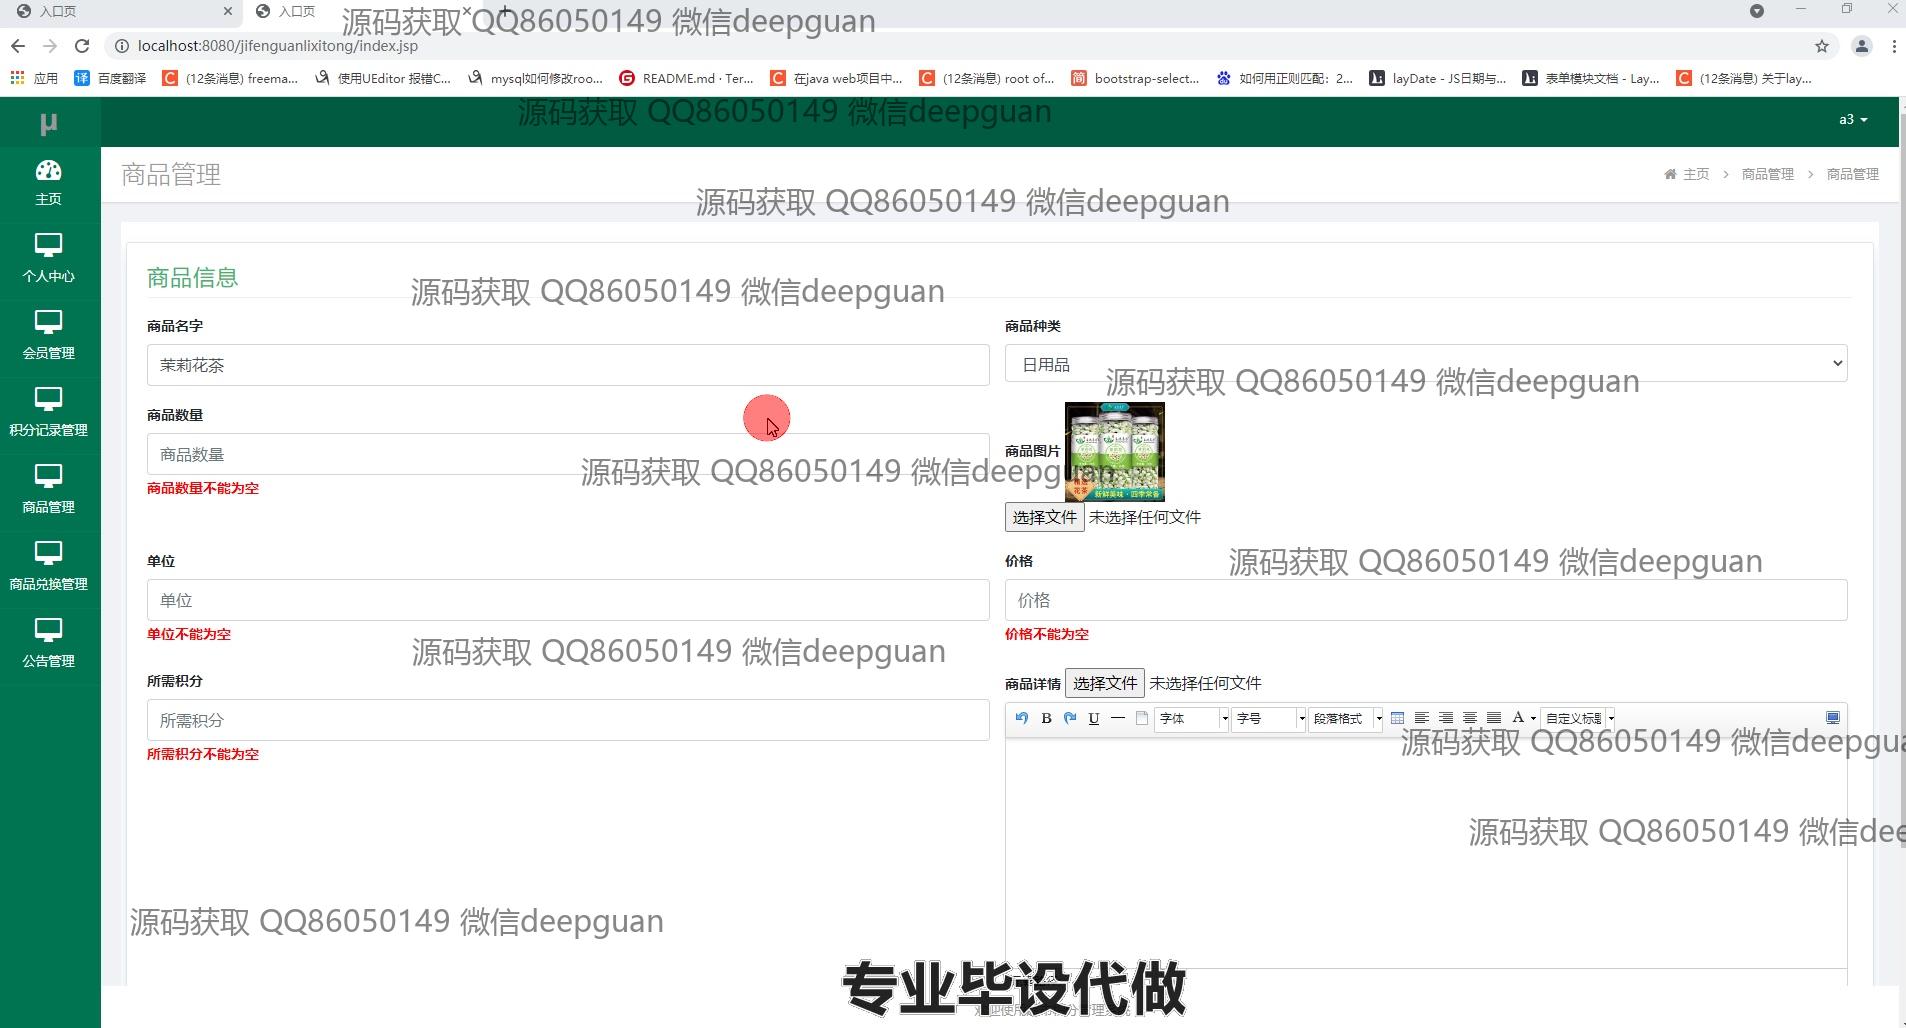 入口页
入口页
源码获取 QQ86050149 微信deepguan
localhost:8080/jifenguanlixitong/index.jsp
应用 百度翻译 (12条消息) freema... 使用UEditor 报错C... mysql如何修改roo... README.md · Ter... 在java web项目中... (12条消息) root of... bootstrap-select... 如何用正则匹配：2... layDate - JS日期与... 表单模块文档 - Lay... (12条消息) 关于lay...
源码获取 QQ86050149 微信deepguan
μ
a3
主页
个人中心
会员管理
积分记录管理
商品管理
商品兑换管理
公告管理
商品管理
主页 > 商品管理 > 商品管理
源码获取 QQ86050149 微信deepguan
商品信息
源码获取 QQ86050149 微信deepguan
商品名字
茉莉花茶
商品种类
日用品
源码获取 QQ86050149 微信deepguan
商品数量
商品数量
商品数量不能为空
源码获取 QQ86050149 微信deepguan
商品图片
新鲜美味·四季常备
选择文件 未选择任何文件
单位
单位
单位不能为空
源码获取 QQ86050149 微信deepguan
价格
价格
价格不能为空
源码获取 QQ86050149 微信deepguan
所需积分
所需积分
所需积分不能为空
商品详情 选择文件 未选择任何文件
B U 字体 字号 段落格式 A 自定义标题
源码获取 QQ86050149 微信deepgua
源码获取 QQ86050149 微信dee
源码获取 QQ86050149 微信deepguan
专业毕设代做